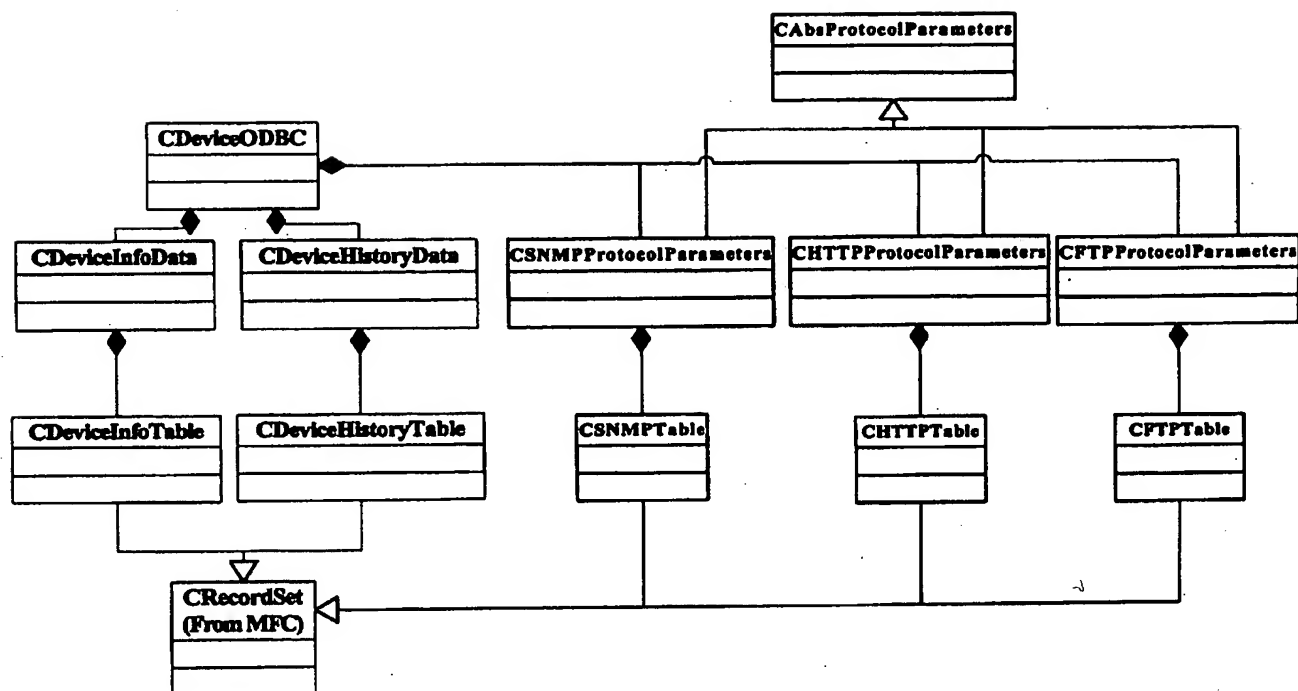 CAbsProtocolParameters
CDeviceODBC
CDeviceInfoData
CDeviceHistoryData
CSNMPProtocolParameters
CHTTPProtocolParameters
CFTPProtocolParameters
CDeviceInfoTable
CDeviceHistoryTable
CSNMPTable
CHTTPTable
CFTPTable
CRecordSet
(From MFC)